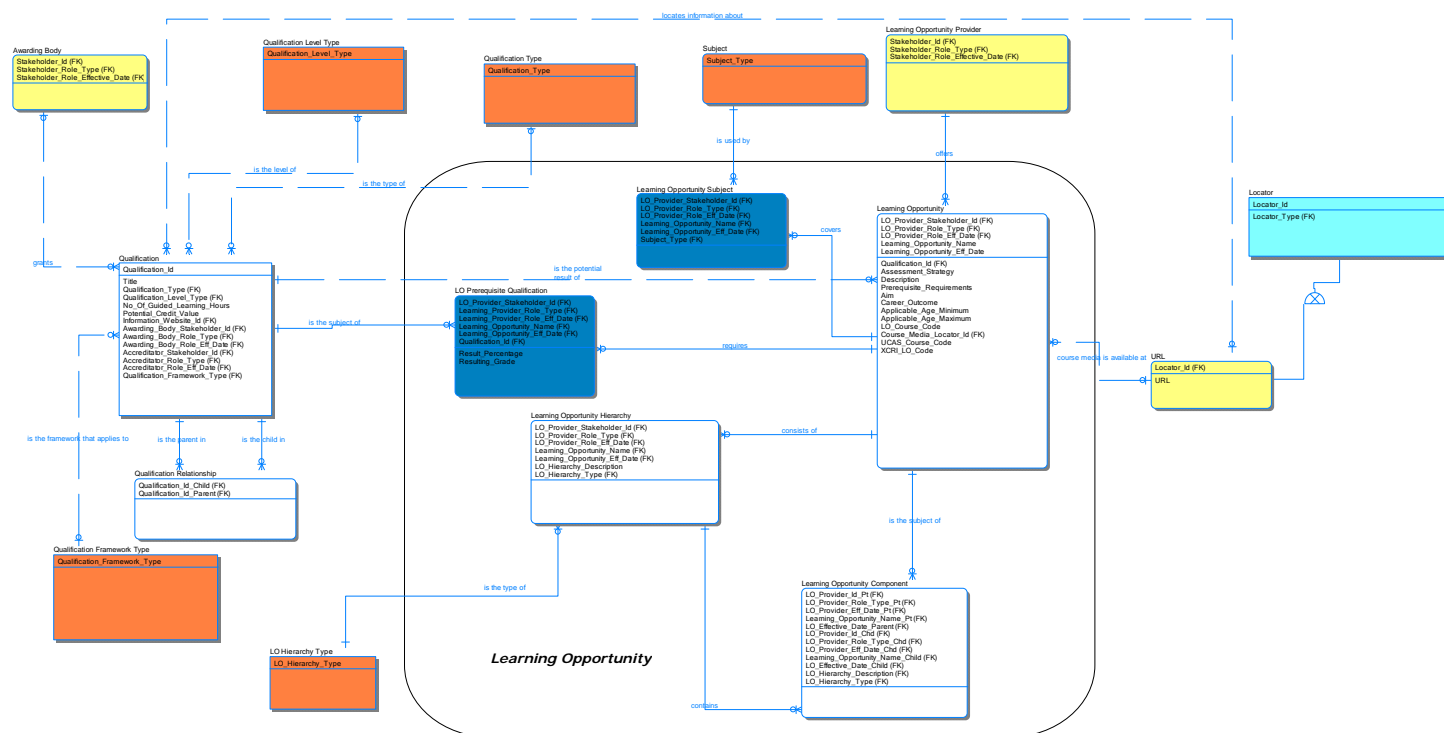 locates information about
Awarding Body
Stakeholder_Id (FK)
Stakeholder_Role_Type (FK)
Stakeholder_Role_Effective_Date (FK)
Qualification Level Type
Qualification_Level_Type
Qualification Type
Qualification_Type
Subject
Subject_Type
Learning Opportunity Provider
Stakeholder_Id (FK)
Stakeholder_Role_Type (FK)
Stakeholder_Role_Effective_Date (FK)
is used by
offers
is the level of
is the type of
Learning Opportunity Subject
LO_Provider_Stakeholder_Id (FK)
LO_Provider_Role_Type (FK)
LO_Provider_Role_Eff_Date (FK)
Learning_Opportunity_Name (FK)
Learning_Opportunity_Eff_Date (FK)
Subject_Type (FK)
covers
Learning Opportunity
LO_Provider_Stakeholder_Id (FK)
LO_Provider_Role_Type (FK)
LO_Provider_Role_Eff_Date (FK)
Learning_Opportunity_Name
Learning_Opportunity_Eff_Date
Qualification_Id (FK)
Assessment_Strategy
Description
Prerequisite_Requirements
Aim
Career_Outcome
Applicable_Age_Minimum
Applicable_Age_Maximum
LO_Course_Code
Course_Media_Locator_Id (FK)
UCAS_Course_Code
XCRI_LO_Code
Locator
Locator_Id
Locator_Type (FK)
grants
Qualification
Qualification_Id
Title
Qualification_Type (FK)
Qualification_Level_Type (FK)
No_Of_Guided_Learning_Hours
Potential_Credit_Value
Information_Website_Id (FK)
Awarding_Body_Stakeholder_Id (FK)
Awarding_Body_Role_Type (FK)
Awarding_Body_Role_Eff_Date (FK)
Accreditator_Stakeholder_Id (FK)
Accreditator_Role_Type (FK)
Accreditator_Role_Eff_Date (FK)
Qualification_Framework_Type (FK)
is the potential
result of
is the subject of
LO Prerequisite Qualification
LO_Provider_Stakeholder_Id (FK)
Learning_Provider_Role_Type (FK)
Learning_Provider_Role_Eff_Date (FK)
Learning_Opportunity_Name (FK)
Learning_Opportunity_Eff_Date (FK)
Qualification_Id (FK)
Result_Percentage
Resulting_Grade
requires
course media is available at
URL
Locator_Id (FK)
URL
is the framework that applies to
is the parent in
is the child in
Learning Opportunity Hierarchy
LO_Provider_Stakeholder_Id (FK)
LO_Provider_Role_Type (FK)
LO_Provider_Role_Eff_Date (FK)
Learning_Opportunity_Name (FK)
Learning_Opportunity_Eff_Date (FK)
LO_Hierarchy_Description
LO_Hierarchy_Type (FK)
consists of
Qualification Relationship
Qualification_Id_Child (FK)
Qualification_Id_Parent (FK)
is the subject of
Qualification Framework Type
Qualification_Framework_Type
is the type of
Learning Opportunity Component
LO_Provider_Id_Pt (FK)
LO_Provider_Role_Type_Pt (FK)
LO_Provider_Eff_Date_Pt (FK)
Learning_Opportunity_Name_Pt (FK)
LO_Effective_Date_Parent (FK)
LO_Provider_Id_Chd (FK)
LO_Provider_Role_Type_Chd (FK)
LO_Provider_Eff_Date_Chd (FK)
Learning_Opportunity_Name_Child (FK)
LO_Effective_Date_Child (FK)
LO_Hierarchy_Description (FK)
LO_Hierarchy_Type (FK)
LO Hierarchy Type
LO_Hierarchy_Type
Learning Opportunity
contains